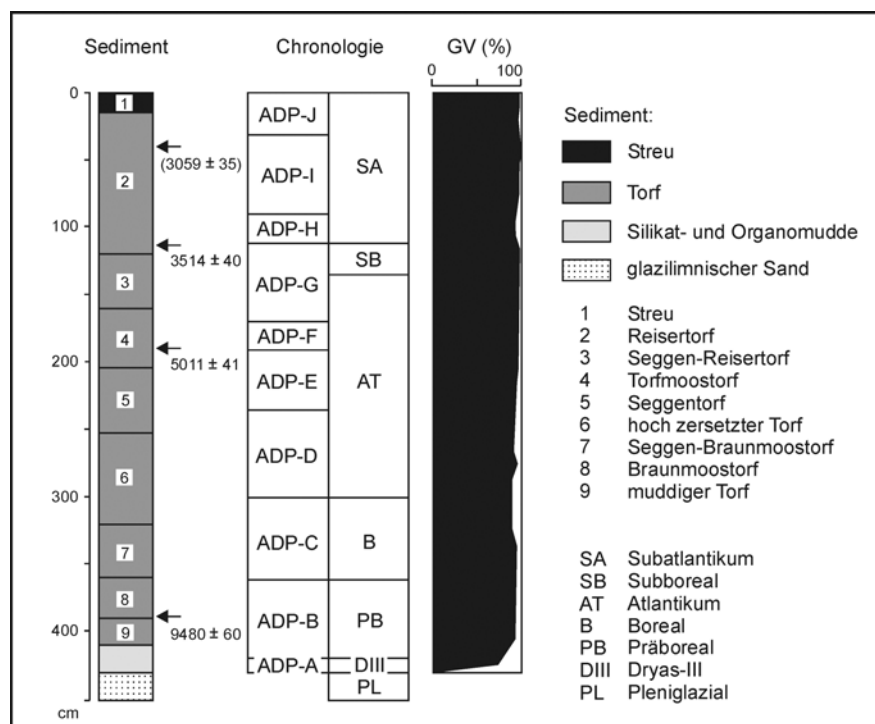 Sediment
Chronologie
GV (%)
0 100
0
100
200
300
400
cm
1
2
3
4
5
6
7
8
9
(3059 ± 35)
3514 ± 40
5011 ± 41
9480 ± 60
ADP-J
ADP-I
ADP-H
ADP-G
ADP-F
ADP-E
ADP-D
ADP-C
ADP-B
ADP-A
SA
SB
AT
B
PB
DIII
PL
Sediment:
Streu
Torf
Silikat- und Organomudde
glazilimnischer Sand
1 Streu
2 Reisertorf
3 Seggen-Reisertorf
4 Torfmoostorf
5 Seggentorf
6 hoch zersetzter Torf
7 Seggen-Braunmoostorf
8 Braunmoostorf
9 muddiger Torf
SA Subatlantikum
SB Subboreal
AT Atlantikum
B Boreal
PB Präboreal
DIII Dryas-III
PL Pleniglazial